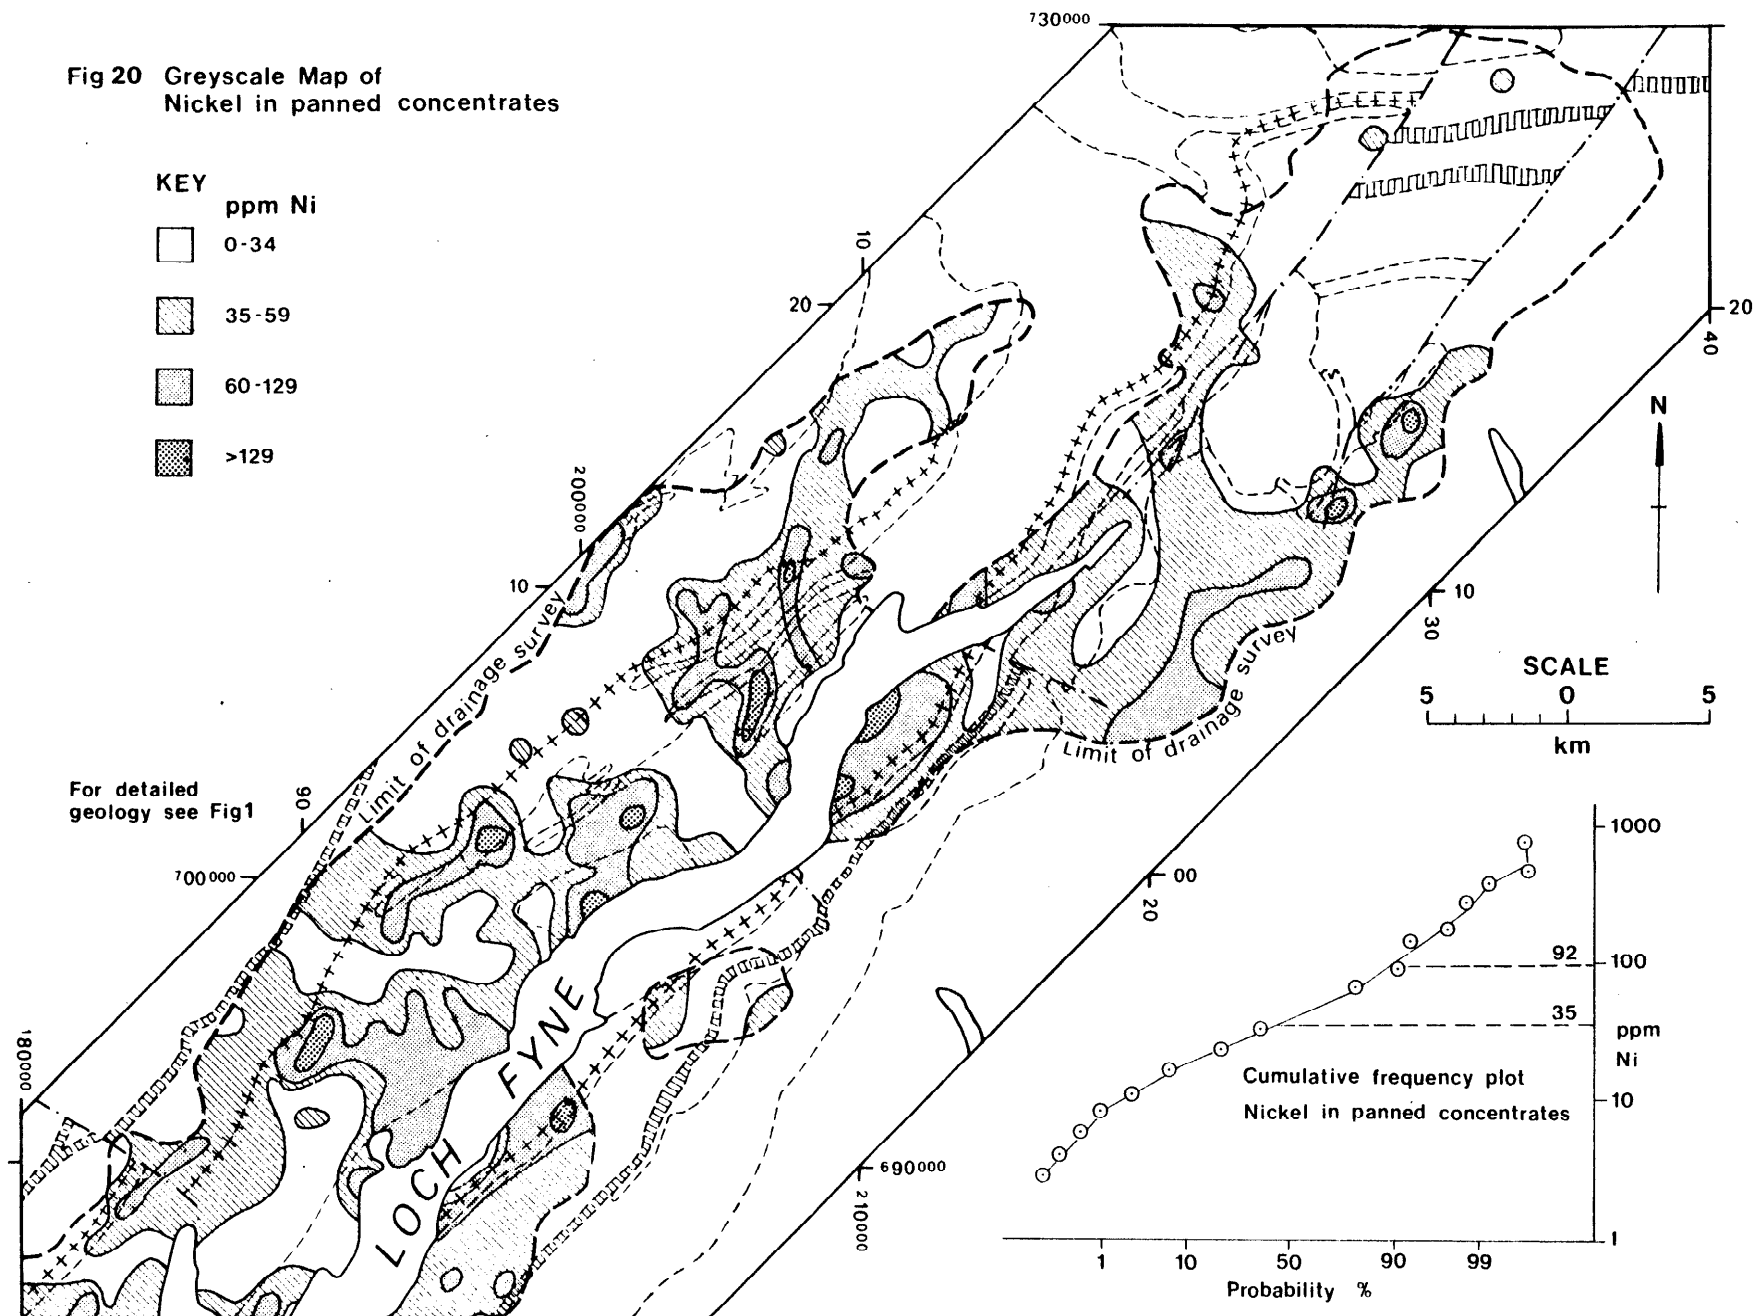 Fig 20 Greyscale Map of
Nickel in panned concentrates
KEY
ppm Ni
0-34
35-59
60-129
>129
730000
10
20
200000
10
Limit of drainage survey
For detailed
geology see Fig1
90
700000
180000
LOCH FYNE
20
40
N
10
30
Limit of drainage survey
SCALE
5 0 5
km
00
20
690000
210000
1000
100
92
35
ppm
Ni
10
1
Cumulative frequency plot
Nickel in panned concentrates
1 10 50 90 99
Probability %